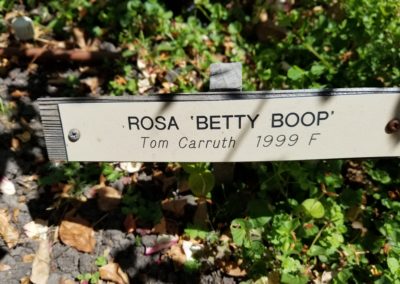 ROSA 'BETTY BOOP'
Tom Carruth 1999 F